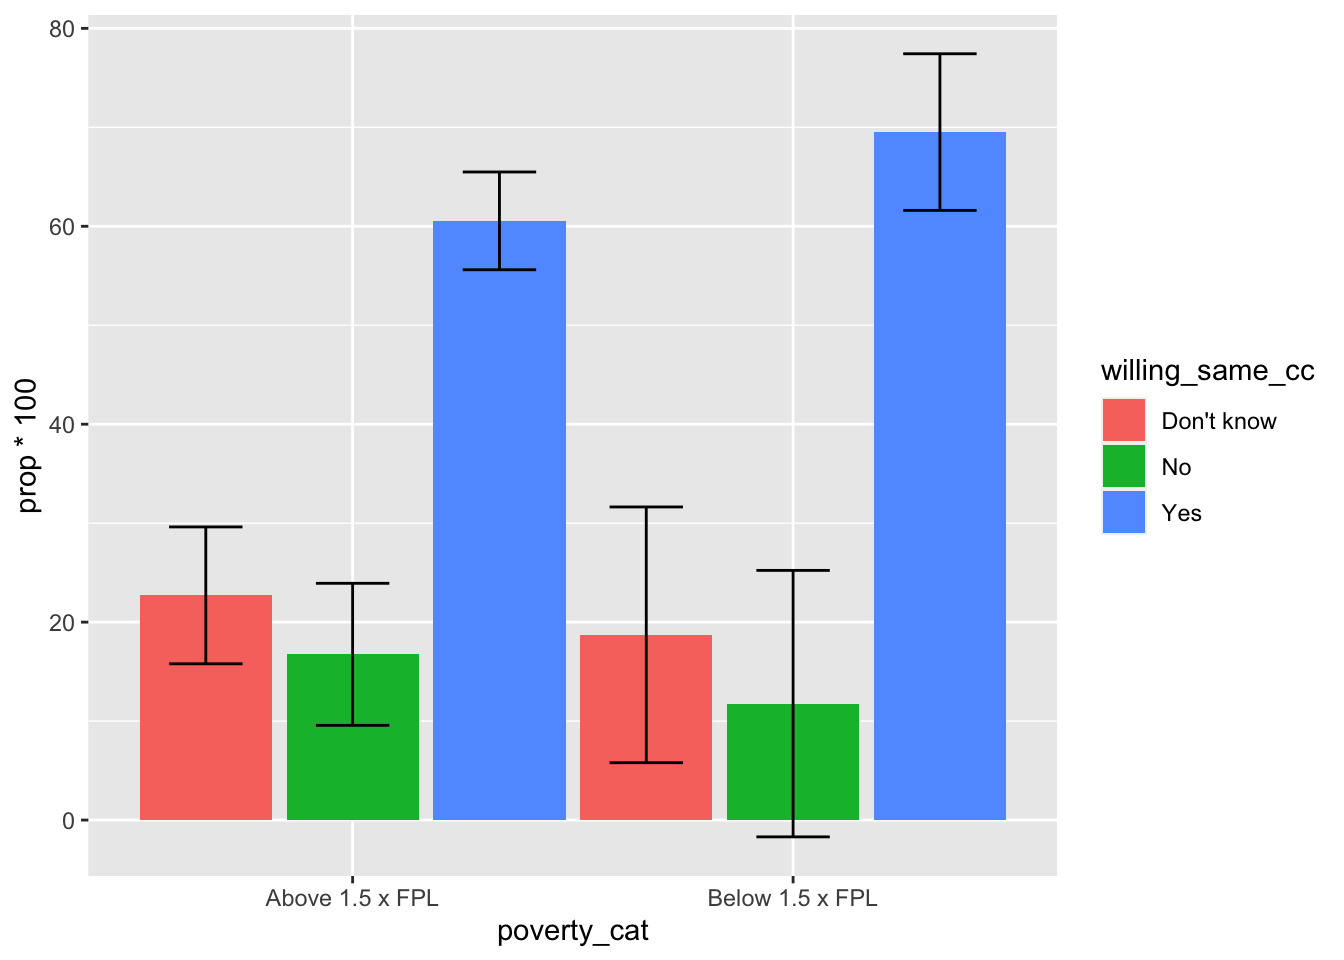 80
60
40
20
0
prop * 100
Above 1.5 x FPL
Below 1.5 x FPL
poverty_cat
willing_same_cc
Don't know
No
Yes